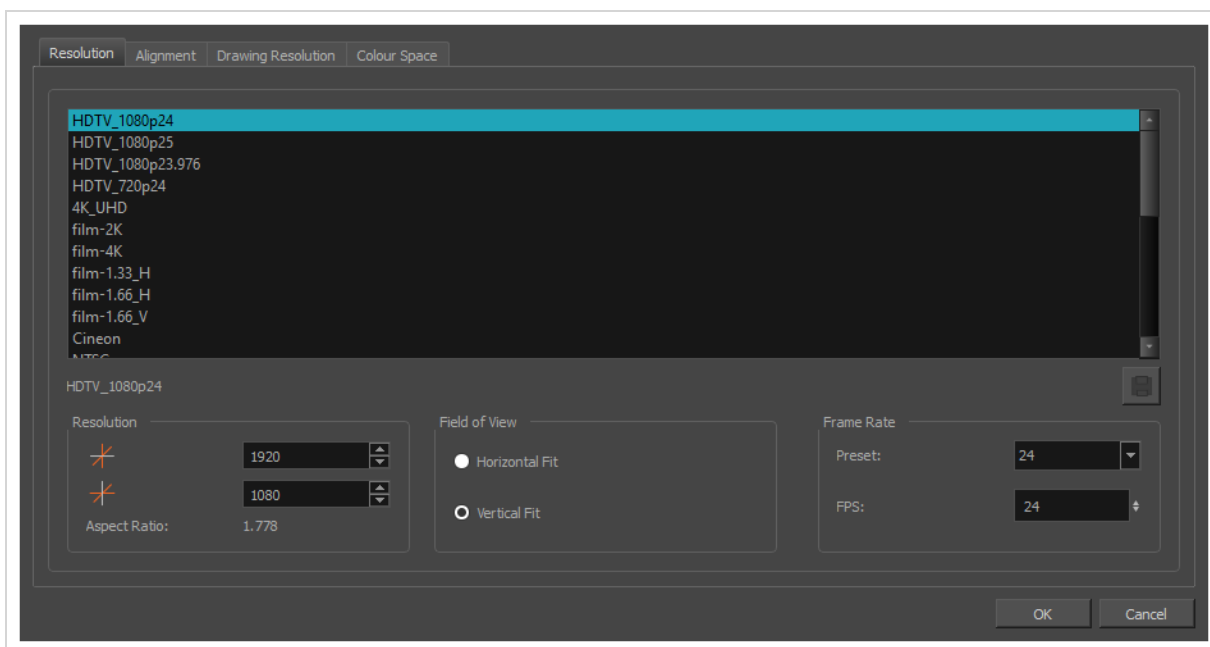 Resolution Alignment Drawing Resolution Colour Space
HDTV_1080p24
HDTV_1080p25
HDTV_1080p23.976
HDTV_720p24
4K_UHD
film-2K
film-4K
film-1.33_H
film-1.66_H
film-1.66_V
Cineon
NTSC
HDTV_1080p24
Resolution
1920
1080
Aspect Ratio: 1.778
Field of View
Horizontal Fit
Vertical Fit
Frame Rate
Preset: 24
FPS: 24
OK Cancel